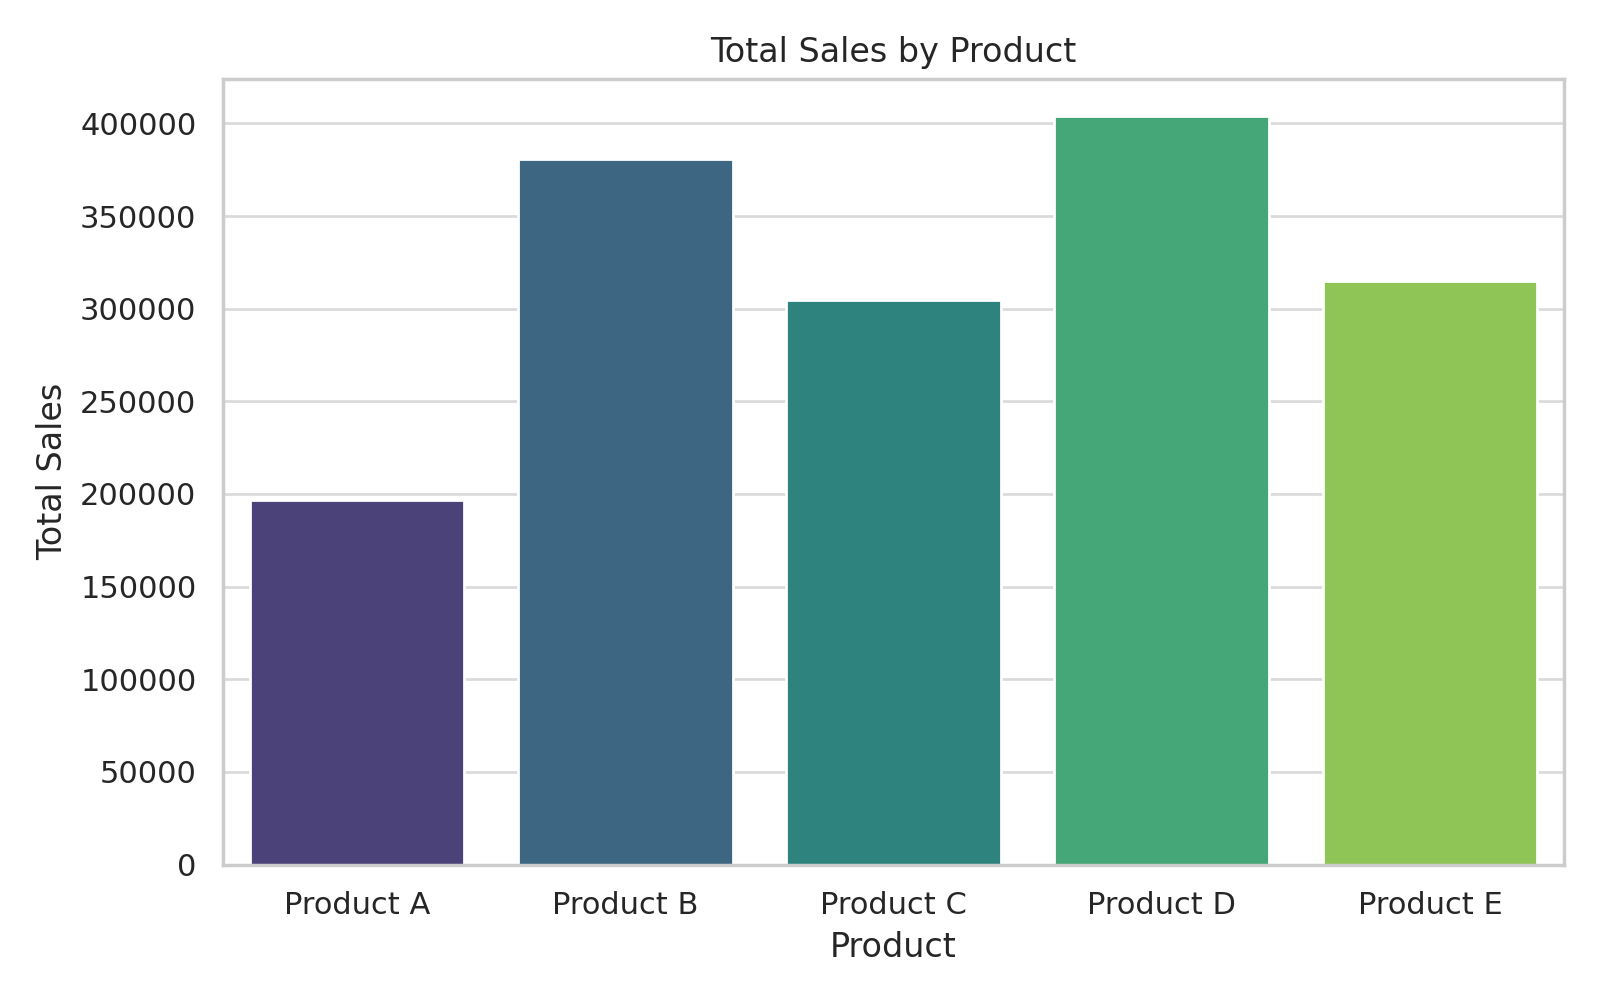 Total Sales by Product
Total Sales
400000
350000
300000
250000
200000
150000
100000
50000
0
Product A
Product B
Product C
Product D
Product E
Product